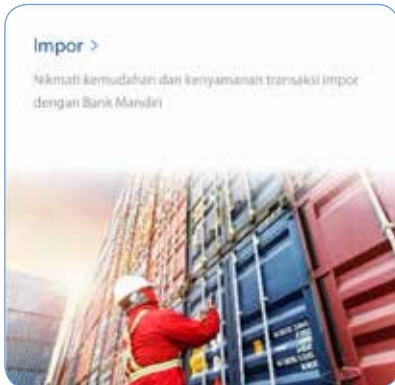 Impor >
Nikmati kemudahan dan kenyamanan transaksi impor
dengan Bank Mandiri